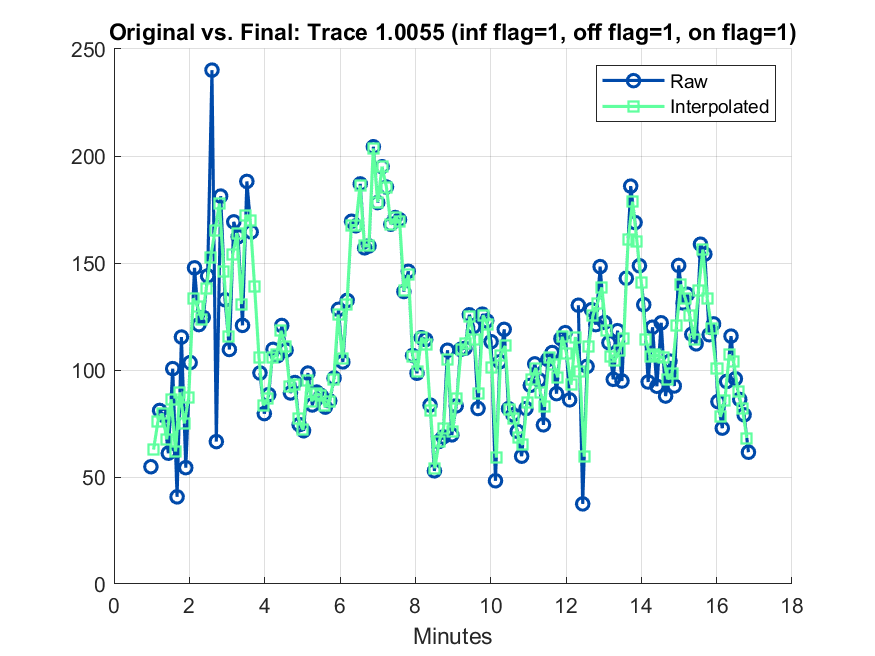 Original vs. Final: Trace 1.0055 (inf flag=1, off flag=1, on flag=1)
250
200
150
100
50
0
Raw
Interpolated
0 2 4 6 8 10 12 14 16 18
Minutes